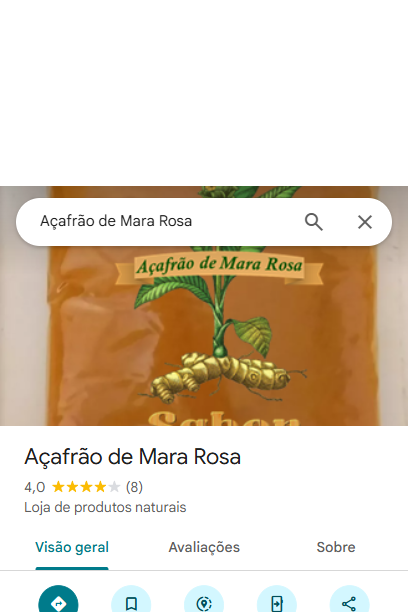 Açafrão de Mara Rosa
Açafrão de Mara Rosa
Sabor
Açafrão de Mara Rosa
4,0 (8)
Loja de produtos naturais
Visão geral
Avaliações
Sobre